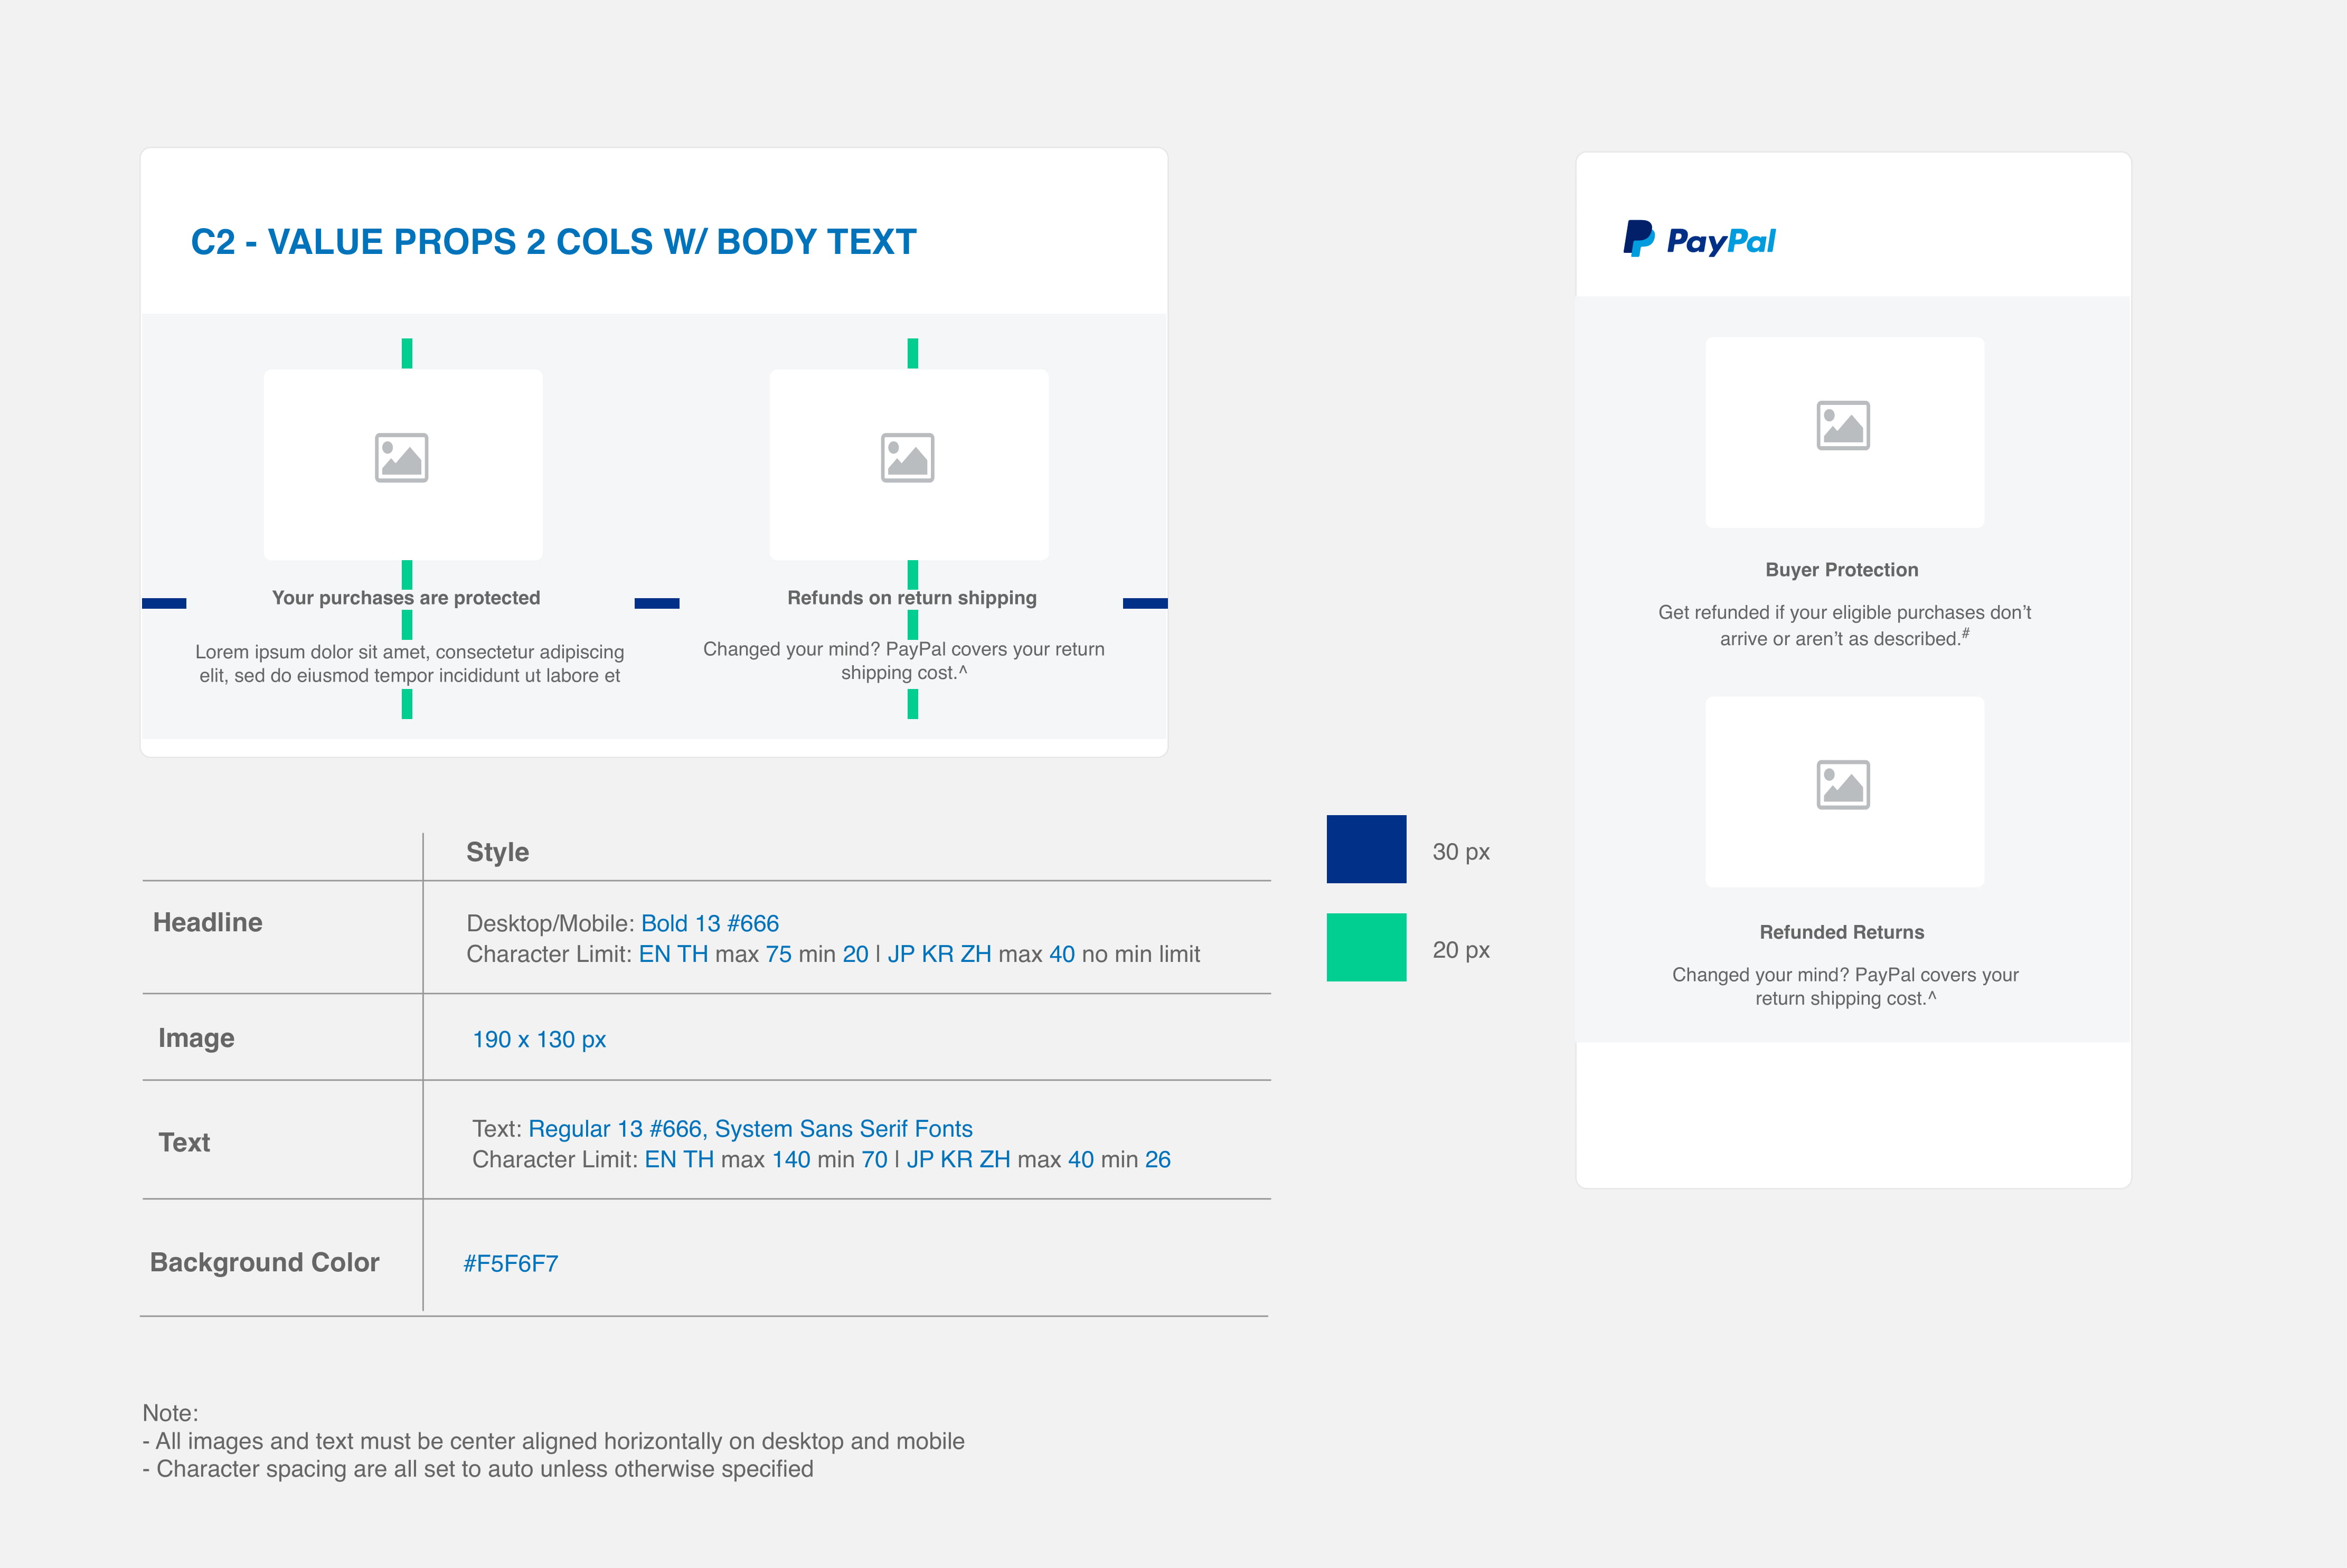 C2 - VALUE PROPS 2 COLS W/ BODY TEXT
Your purchases are protected
Lorem ipsum dolor sit amet, consectetur adipiscing
elit, sed do eiusmod tempor incididunt ut labore et
Refunds on return shipping
Changed your mind? PayPal covers your return
shipping cost.^
Style
Headline
Desktop/Mobile: Bold 13 #666
Character Limit: EN TH max 75 min 20 | JP KR ZH max 40 no min limit
Image
190 x 130 px
Text
Text: Regular 13 #666, System Sans Serif Fonts
Character Limit: EN TH max 140 min 70 | JP KR ZH max 40 min 26
Background Color
#F5F6F7
30 px
20 px
Note:
- All images and text must be center aligned horizontally on desktop and mobile
- Character spacing are all set to auto unless otherwise specified
PayPal
Buyer Protection
Get refunded if your eligible purchases don’t
arrive or aren’t as described.#
Refunded Returns
Changed your mind? PayPal covers your
return shipping cost.^